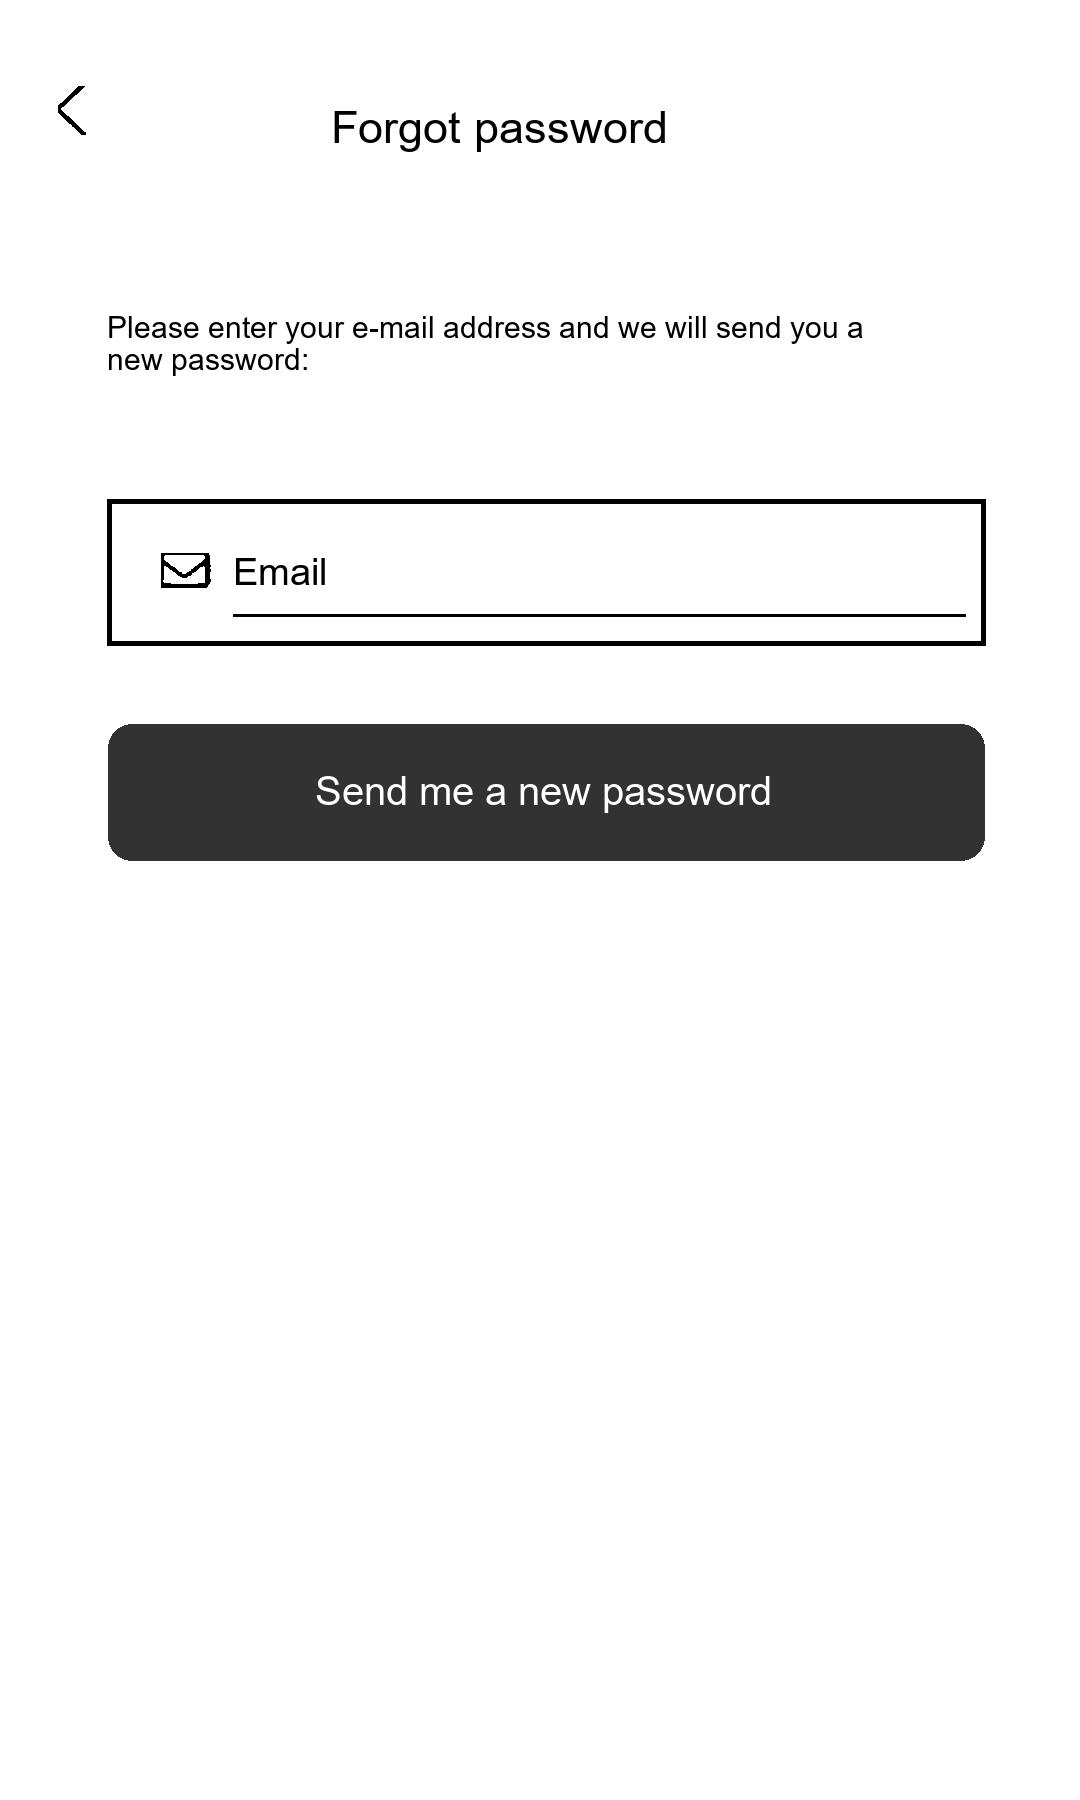 Forgot password
Please enter your e-mail address and we will send you a
new password:
Email
Send me a new password